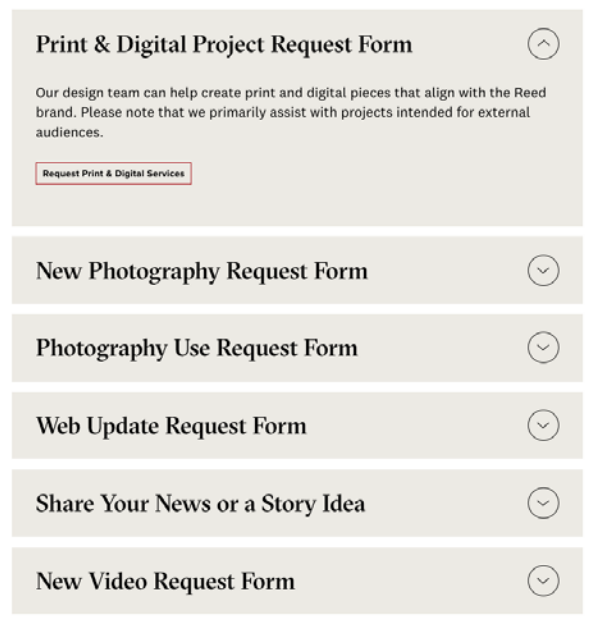 Print & Digital Project Request Form
Our design team can help create print and digital pieces that align with the Reed
brand. Please note that we primarily assist with projects intended for external
audiences.
Request Print & Digital Services
New Photography Request Form
Photography Use Request Form
Web Update Request Form
Share Your News or a Story Idea
New Video Request Form